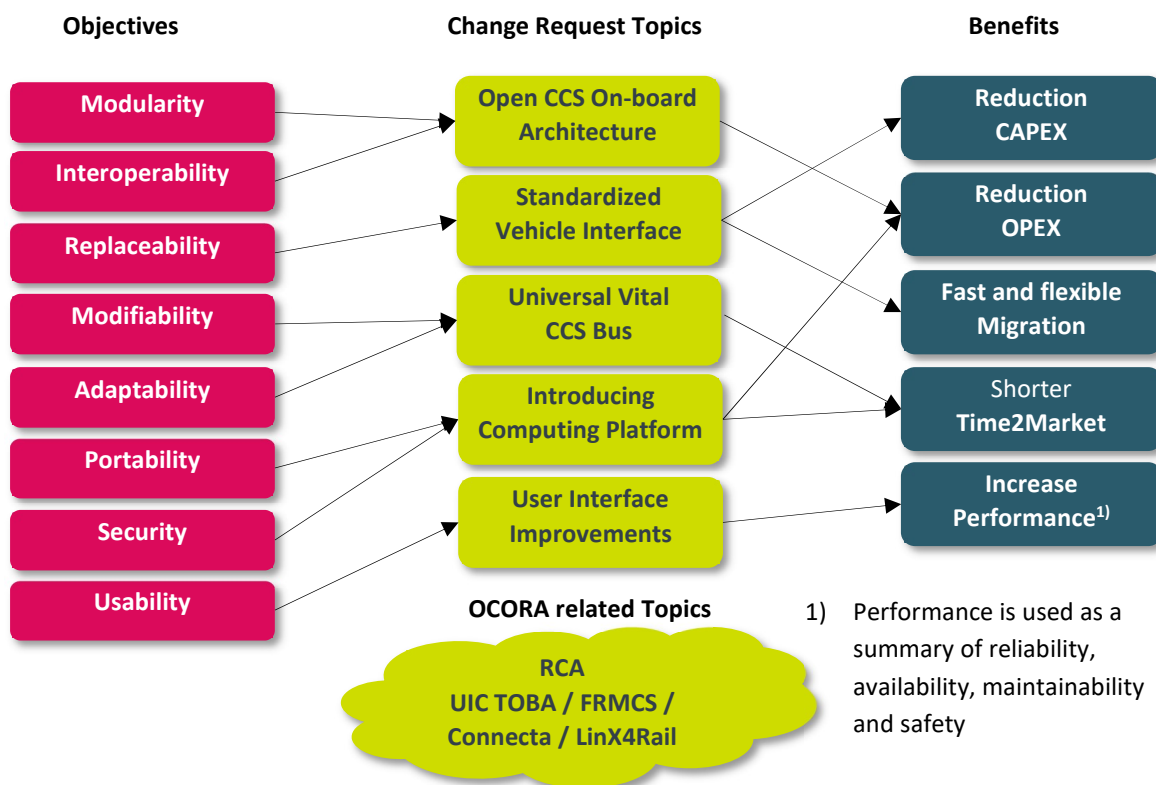 Objectives
Change Request Topics
Benefits
Modularity
Interoperability
Replaceability
Modifiability
Adaptability
Portability
Security
Usability
Open CCS On-board
Architecture
Standardized
Vehicle Interface
Universal Vital
CCS Bus
Introducing
Computing Platform
User Interface
Improvements
Reduction
CAPEX
Reduction
OPEX
Fast and flexible
Migration
Shorter
Time2Market
Increase
Performance1)
OCORA related Topics
RCA
UIC TOBA / FRMCS /
Connecta / LinX4Rail
1) Performance is used as a
summary of reliability,
availability, maintainability
and safety